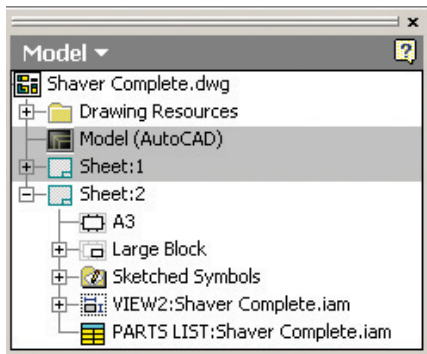 Model
Shaver Complete.dwg
Drawing Resources
Model (AutoCAD)
Sheet:1
Sheet:2
A3
Large Block
Sketched Symbols
VIEW2:Shaver Complete.iam
PARTS LIST:Shaver Complete.iam